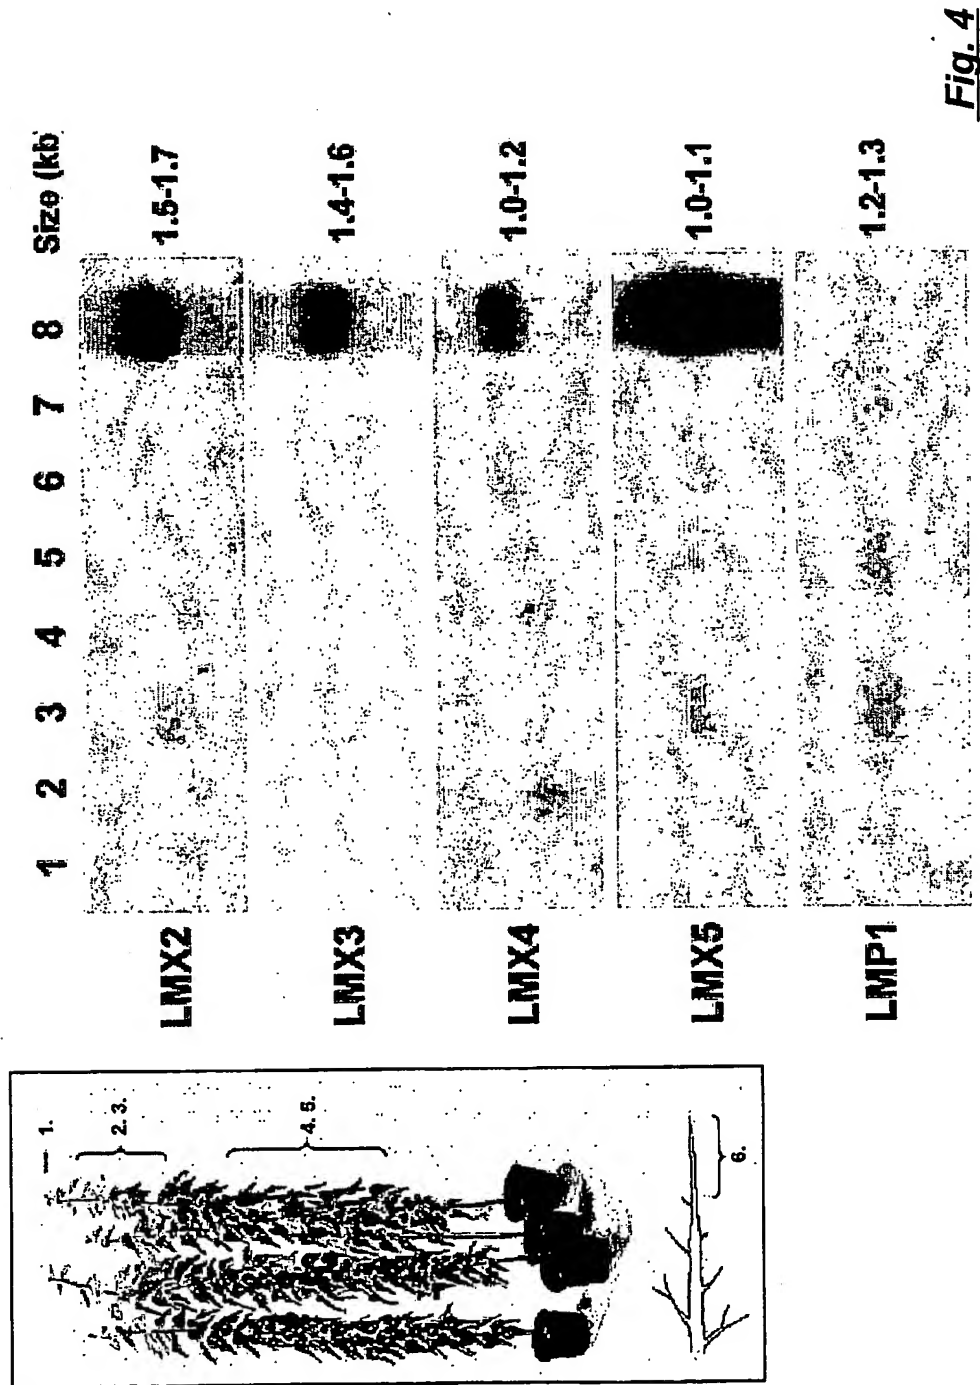 1.
2. 3.
4. 5.
6.
1 2 3 4 5 6 7 8 Size (kb)
LMX2 1.5-1.7
LMX3 1.4-1.6
LMX4 1.0-1.2
LMX5 1.0-1.1
LMP1 1.2-1.3
Fig. 4